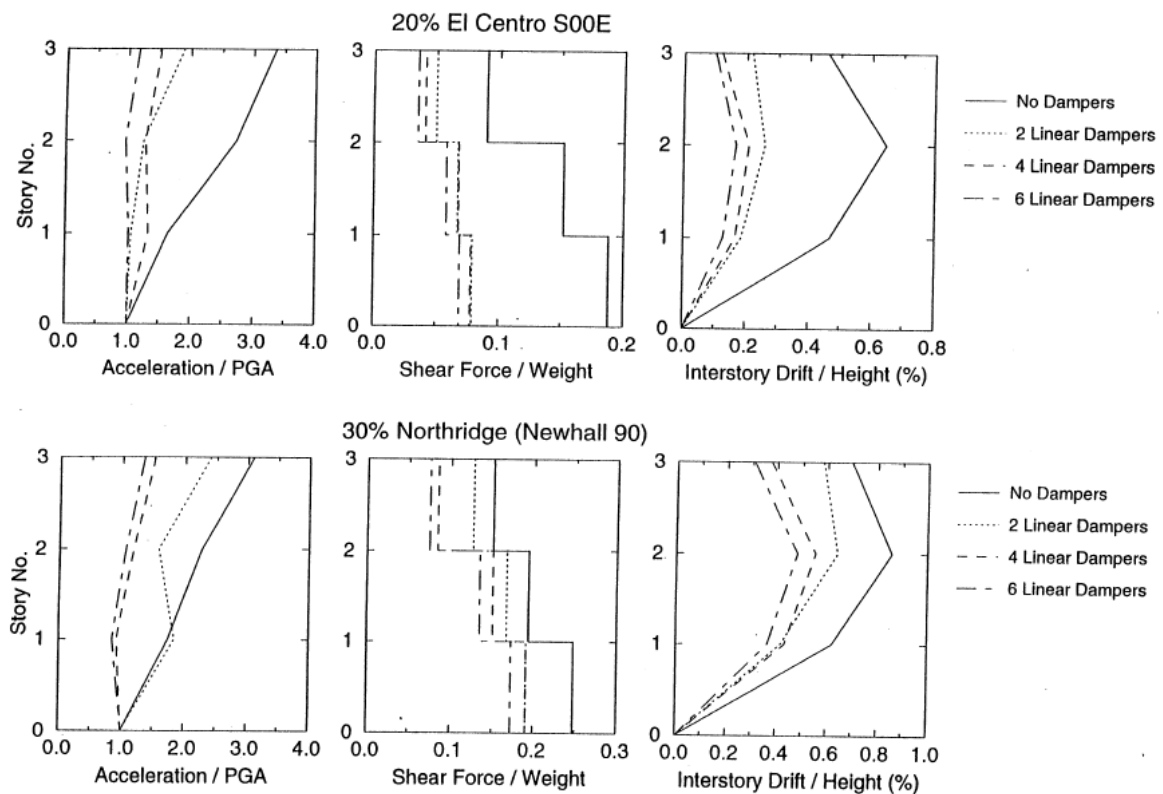 20% El Centro S00E
3
2
1
0
Story No.
0.0 1.0 2.0 3.0 4.0
Acceleration / PGA
3
2
1
0
0.0 0.1 0.2
Shear Force / Weight
3
2
1
0
0.0 0.2 0.4 0.6 0.8
Interstory Drift / Height (%)
No Dampers
2 Linear Dampers
4 Linear Dampers
6 Linear Dampers
30% Northridge (Newhall 90)
3
2
1
0
Story No.
0.0 1.0 2.0 3.0 4.0
Acceleration / PGA
3
2
1
0
0.0 0.1 0.2 0.3
Shear Force / Weight
3
2
1
0
0.0 0.2 0.4 0.6 0.8 1.0
Interstory Drift / Height (%)
No Dampers
2 Linear Dampers
4 Linear Dampers
6 Linear Dampers